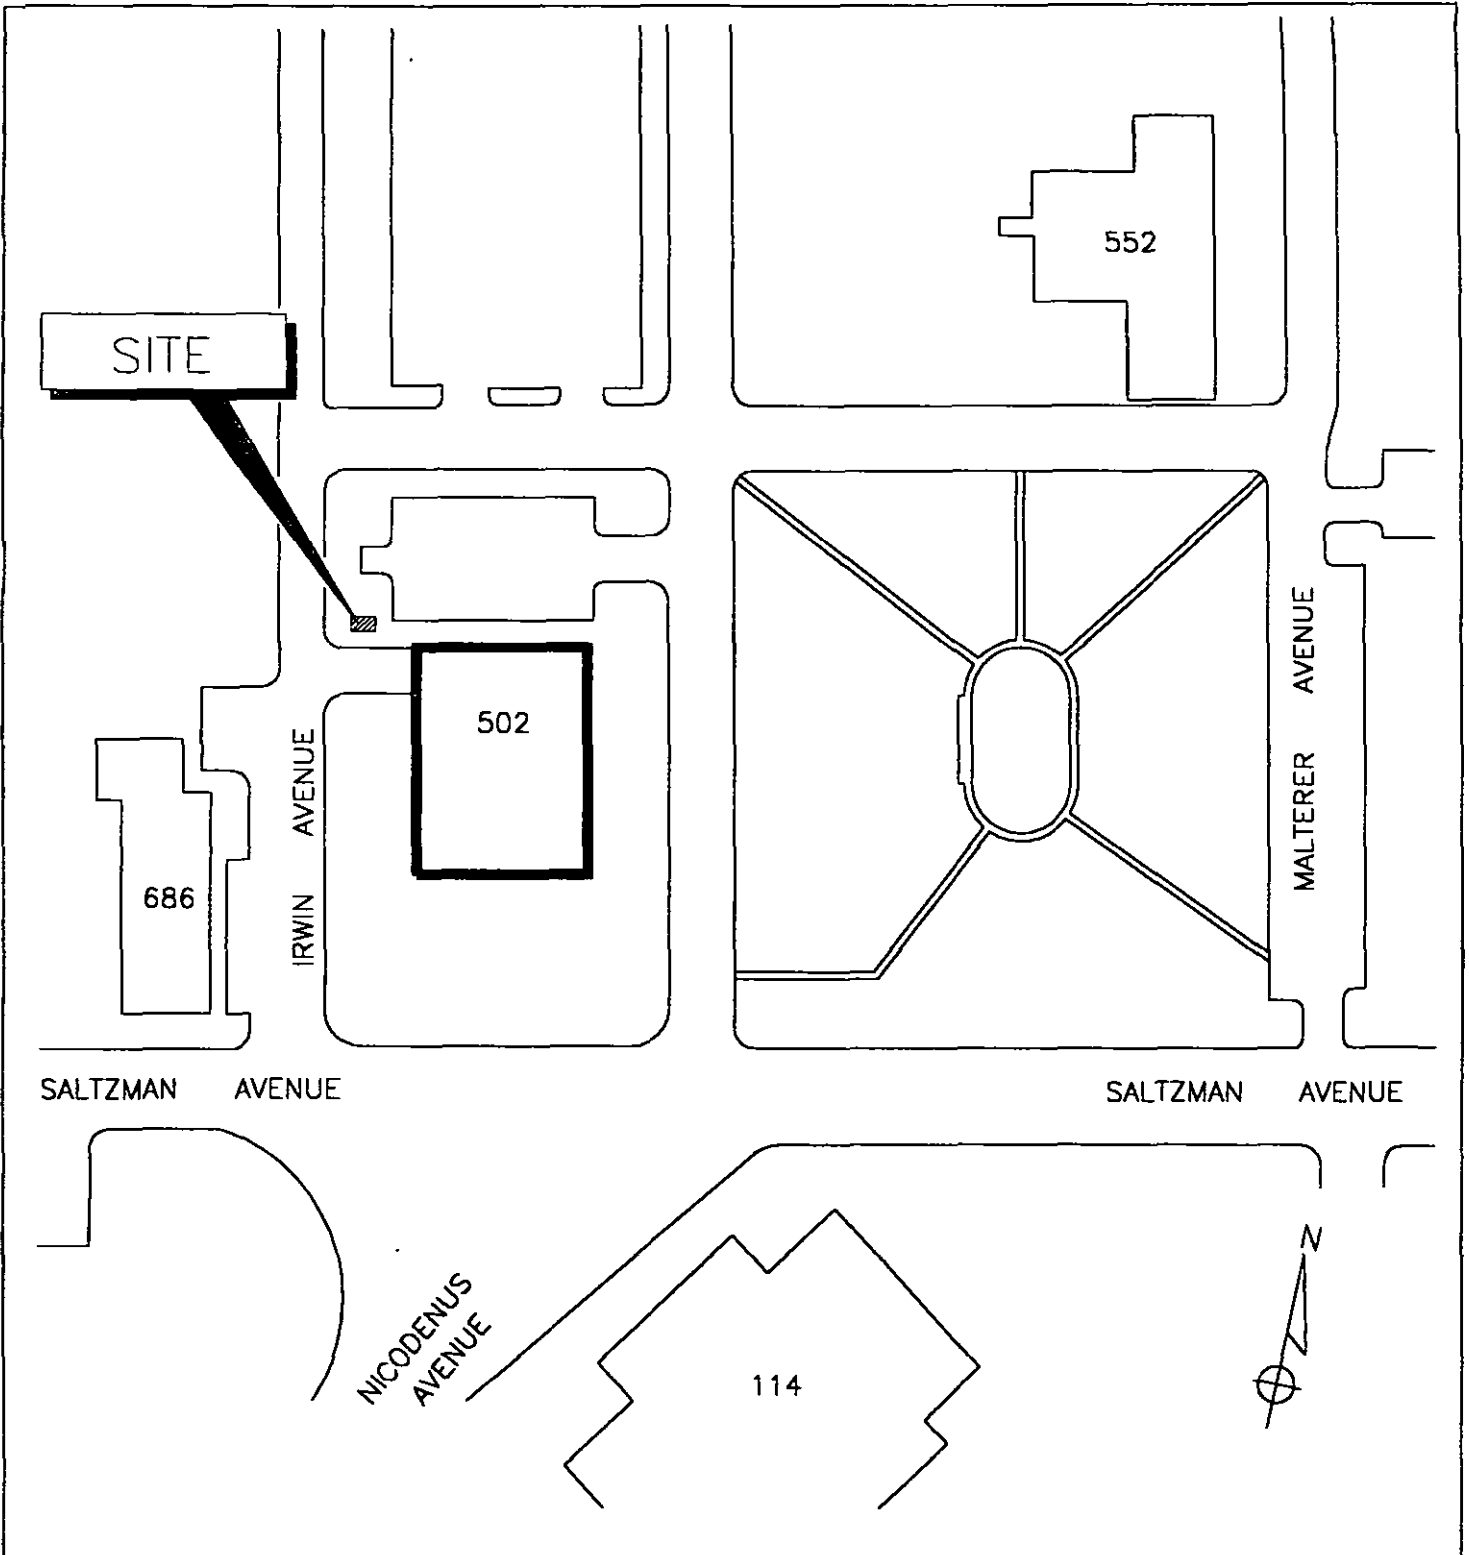 552
SITE
502
MALTERER AVENUE
IRWIN AVENUE
686
SALTZMAN AVENUE
SALTZMAN AVENUE
N
NICODENUS
AVENUE
114